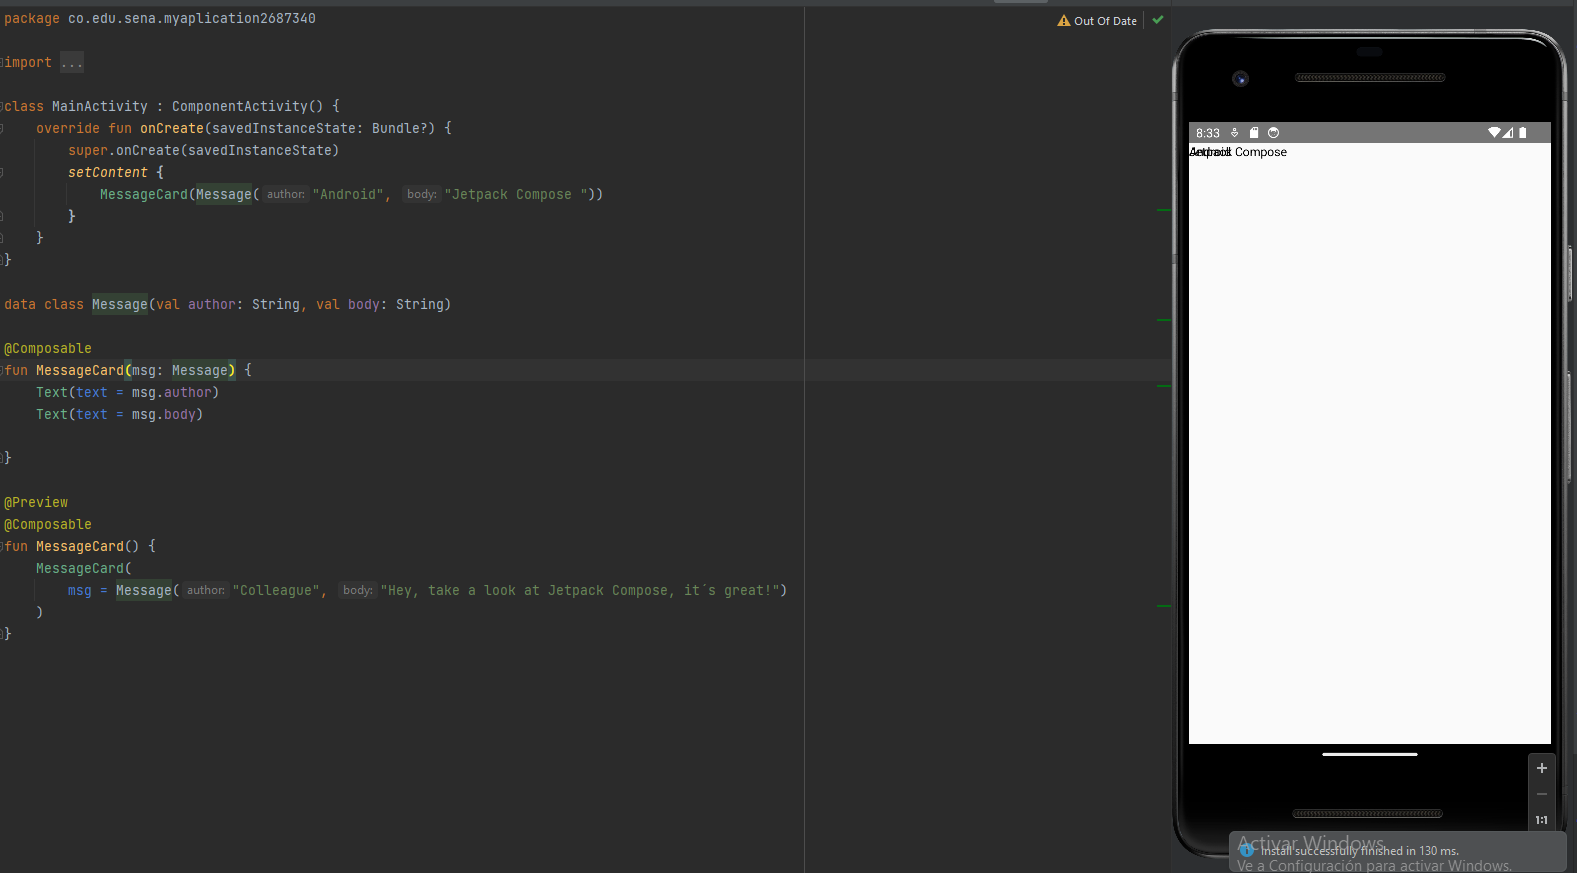 package co.edu.sena.myaplication2687340
Out Of Date
import ...
class MainActivity : ComponentActivity() {
override fun onCreate(savedInstanceState: Bundle?) {
super.onCreate(savedInstanceState)
setContent {
MessageCard(Message( author: "Android", body: "Jetpack Compose "))
}
}
}
data class Message(val author: String, val body: String)
@Composable
fun MessageCard(msg: Message) {
Text(text = msg.author)
Text(text = msg.body)
}
@Preview
@Composable
fun MessageCard() {
MessageCard(
msg = Message( author: "Colleague", body: "Hey, take a look at Jetpack Compose, it´s great!")
)
}
8:33
Android
Jetpack Compose
+
−
1:1
Activar Windows
Install successfully finished in 130 ms.
Ve a Configuración para activar Windows.